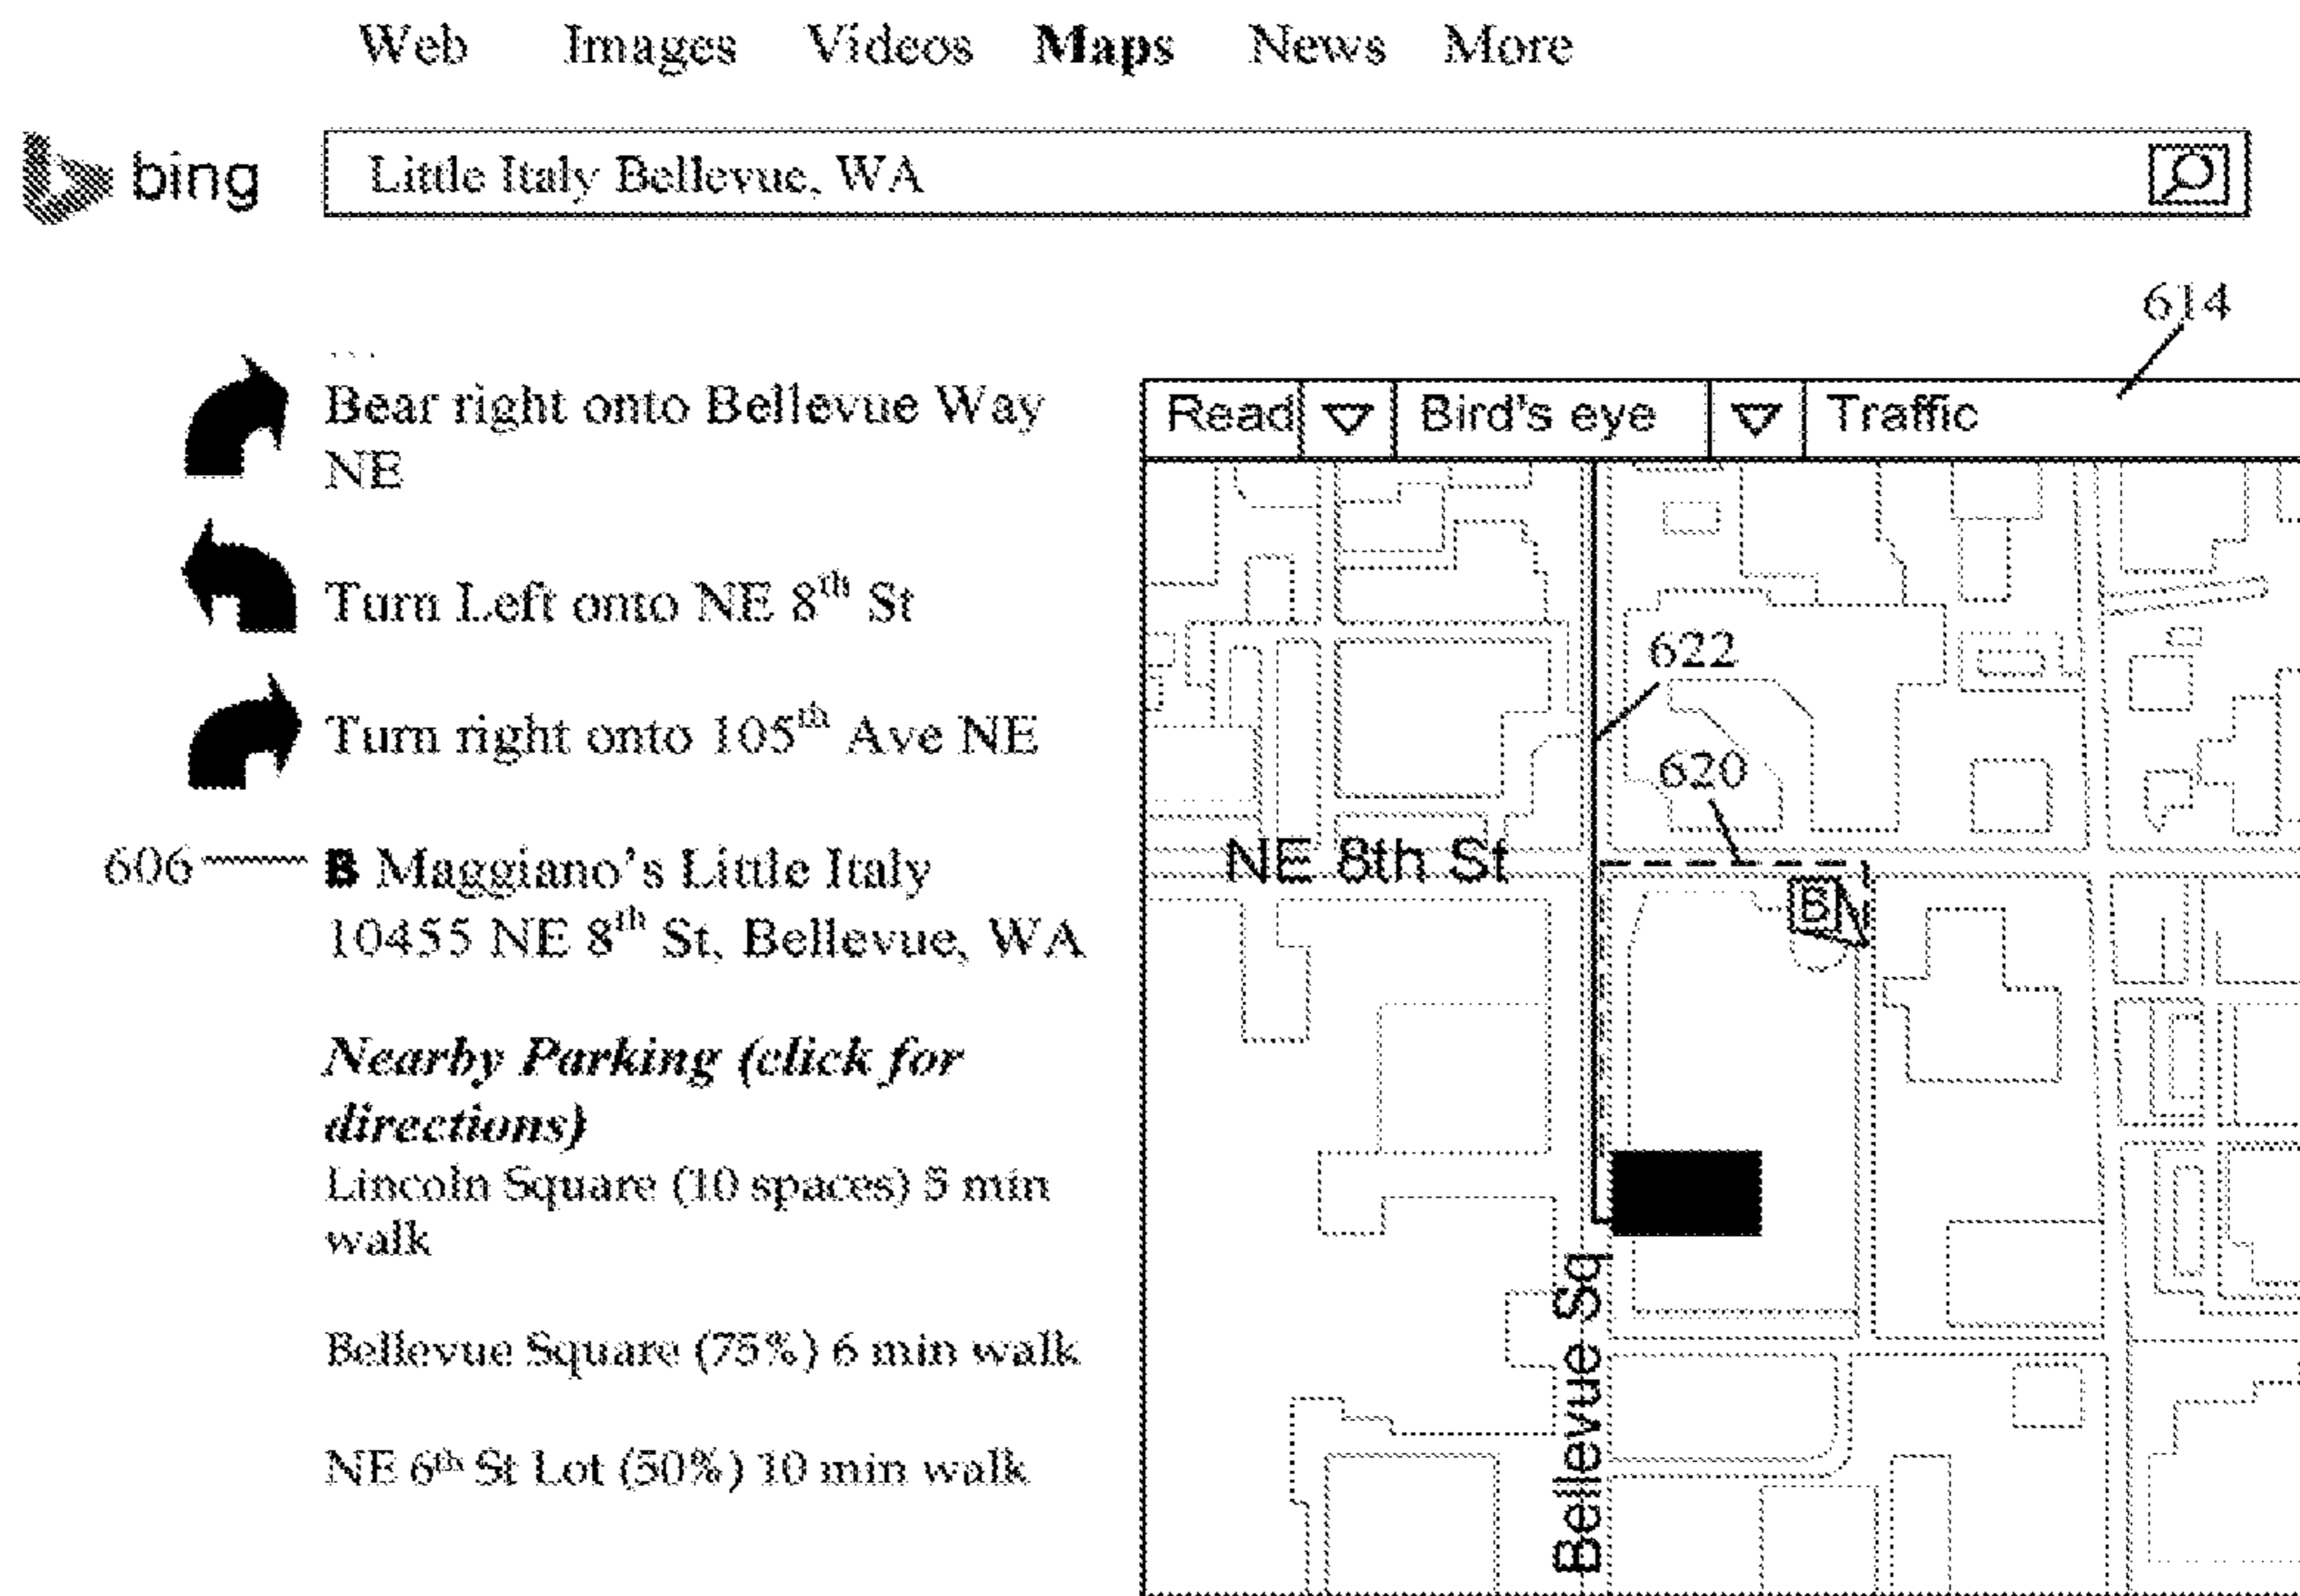 Web Images Videos Maps News More
bing
Little Italy Bellevue, WA
614
...
Bear right onto Bellevue Way
NE
Turn Left onto NE 8th St
Turn right onto 105th Ave NE
606
B Maggiano's Little Italy
10455 NE 8th St, Bellevue, WA
Nearby Parking (click for
directions)
Lincoln Square (10 spaces) 5 min
walk
Bellevue Square (75%) 6 min walk
NE 6th St Lot (50%) 10 min walk
Read Bird's eye Traffic
622
620
NE 8th St
B
Bellevue Sq